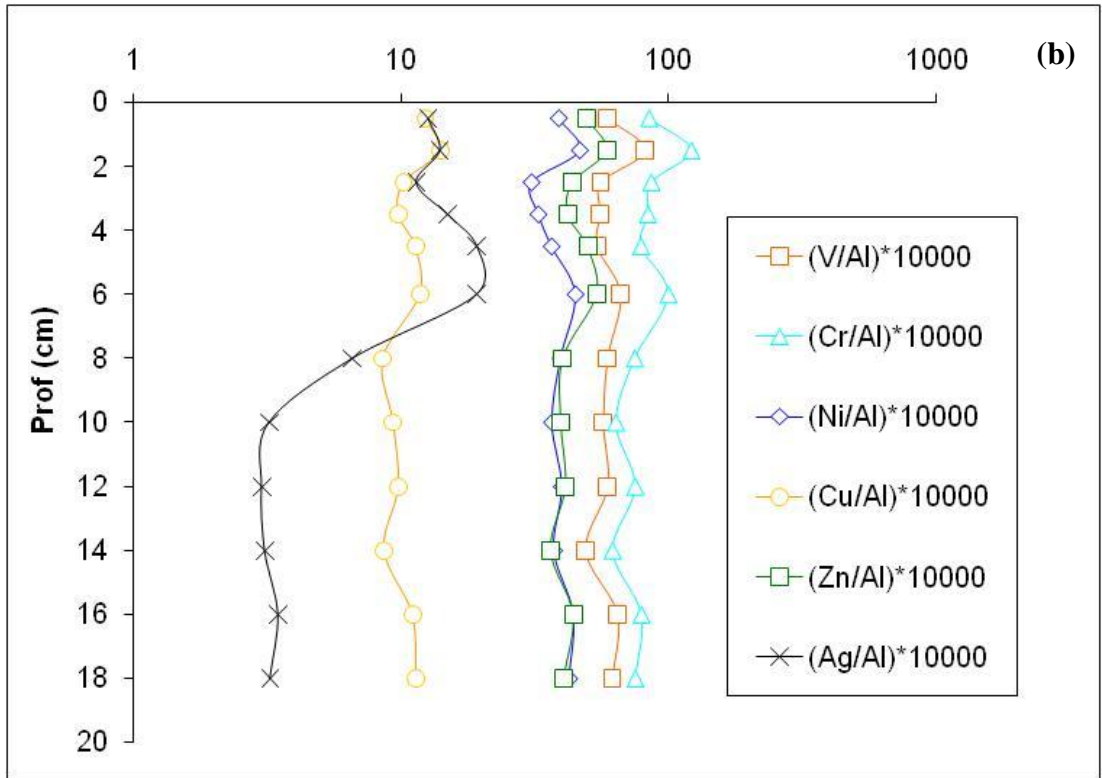 1 10 100 1000 (b)
0
2
4
6
8
10
12
14
16
18
20
Prof (cm)
(V/Al)*10000
(Cr/Al)*10000
(Ni/Al)*10000
(Cu/Al)*10000
(Zn/Al)*10000
(Ag/Al)*10000